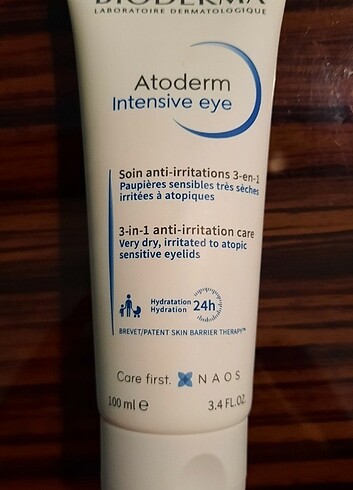 BIODERMA
LABORATOIRE DERMATOLOGIQUE
Atoderm
Intensive eye
Soin anti-irritations 3-en-1
Paupières sensibles très sèches
irritées à atopiques
3-in-1 anti-irritation care
Very dry, irritated to atopic
sensitive eyelids
Hydratation
Hydration 24h
BREVET/PATENT SKIN BARRIER THERAPY™
Care first. NAOS
100 ml e 3.4 FL.OZ.